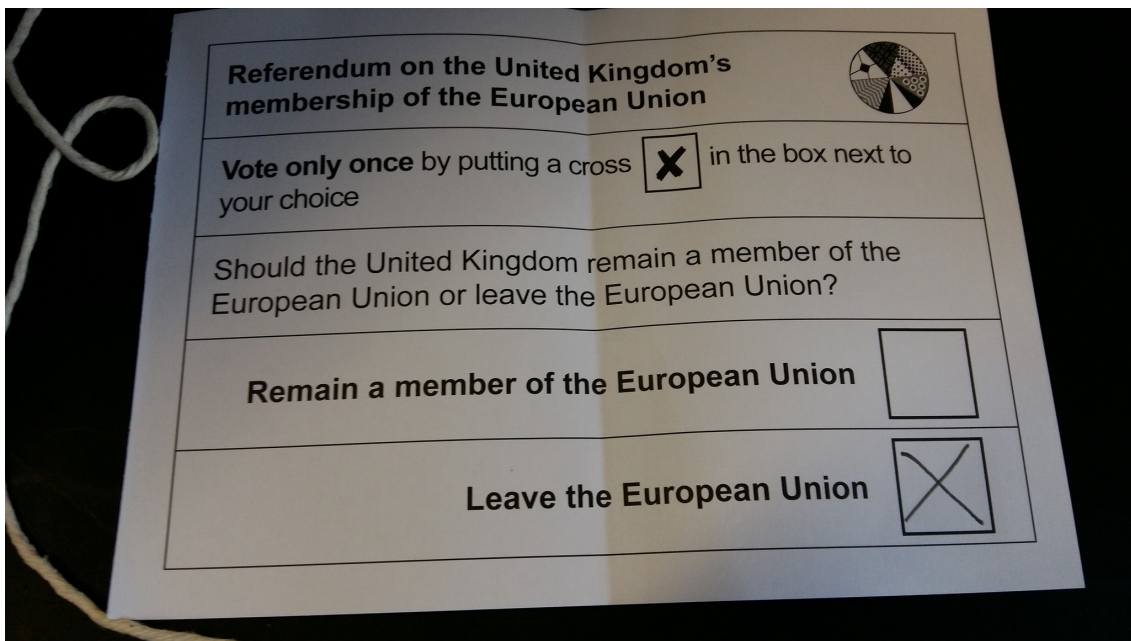 Referendum on the United Kingdom's
membership of the European Union
Vote only once by putting a cross X in the box next to
your choice
Should the United Kingdom remain a member of the
European Union or leave the European Union?
Remain a member of the European Union
Leave the European Union X